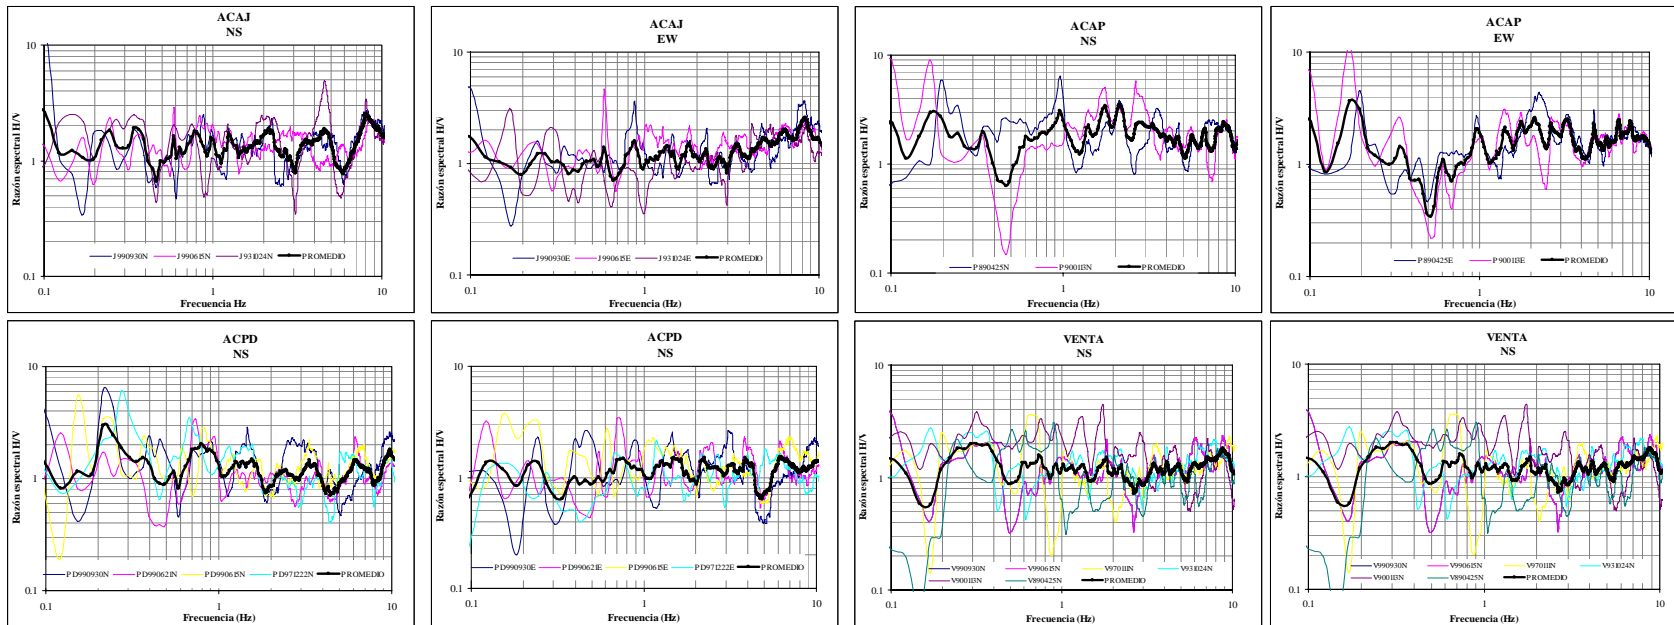 ACAJ
NS
Razón espectral H/V
10
1
0.1
0.1
1
10
J990930N
J990615N
J931024N
PROMEDIO
Frecuencia Hz
ACAJ
EW
Razón espectral H/V
10
1
0.1
0.1
1
10
J990930E
J990615E
J931024E
PROMEDIO
Frecuencia (Hz)
ACAP
NS
Razón espectral H/V
10
1
0.1
0.1
1
10
P890425N
P900113N
PROMEDIO
Frecuencia (Hz)
ACAP
EW
Razón espectral H/V
10
1
0.1
0.1
1
10
P890425E
P900113E
PROMEDIO
Frecuencia (Hz)
ACPD
NS
Razón espectral H/V
10
1
0.1
0.1
1
10
PD990930N
PD990621N
PD990615N
PD971222N
PROMEDIO
Frecuencia (Hz)
ACPD
NS
Razón espectral H/V
10
1
0.1
0.1
1
10
PD990930E
PD990621E
PD990615E
PD971222E
PROMEDIO
Frecuencia (Hz)
VENTA
NS
Razón espectral H/V
10
1
0.1
0.1
1
10
V990930N
V990615N
V970111N
V931024N
V900113N
V890425N
PROMEDIO
Frecuencia (Hz)
VENTA
NS
Razón espectral H/V
10
1
0.1
0.1
1
10
V990930N
V990615N
V970111N
V931024N
V900113N
V890425N
PROMEDIO
Frecuencia (Hz)